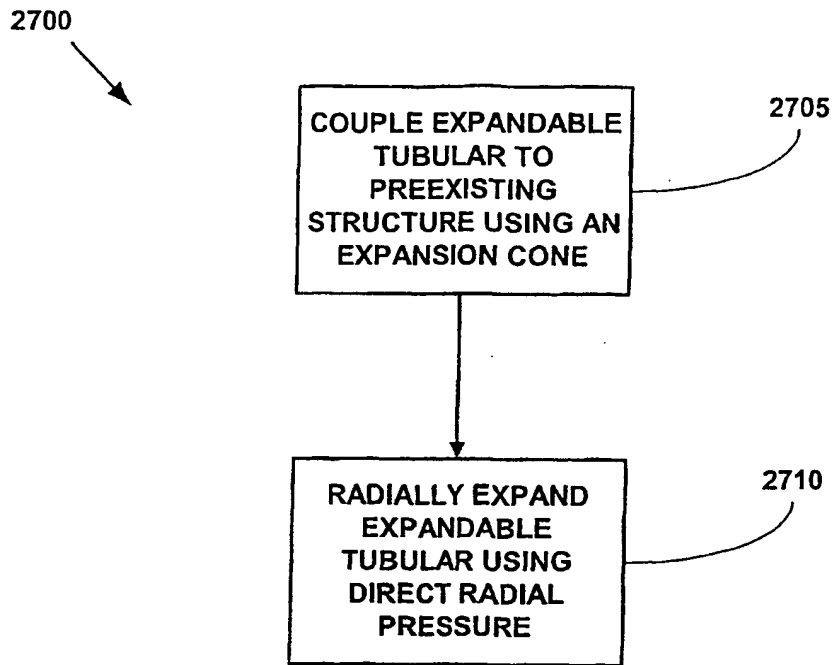 2700
COUPLE EXPANDABLE
TUBULAR TO
PREEXISTING
STRUCTURE USING AN
EXPANSION CONE
2705
RADIALLY EXPAND
EXPANDABLE
TUBULAR USING
DIRECT RADIAL
PRESSURE
2710